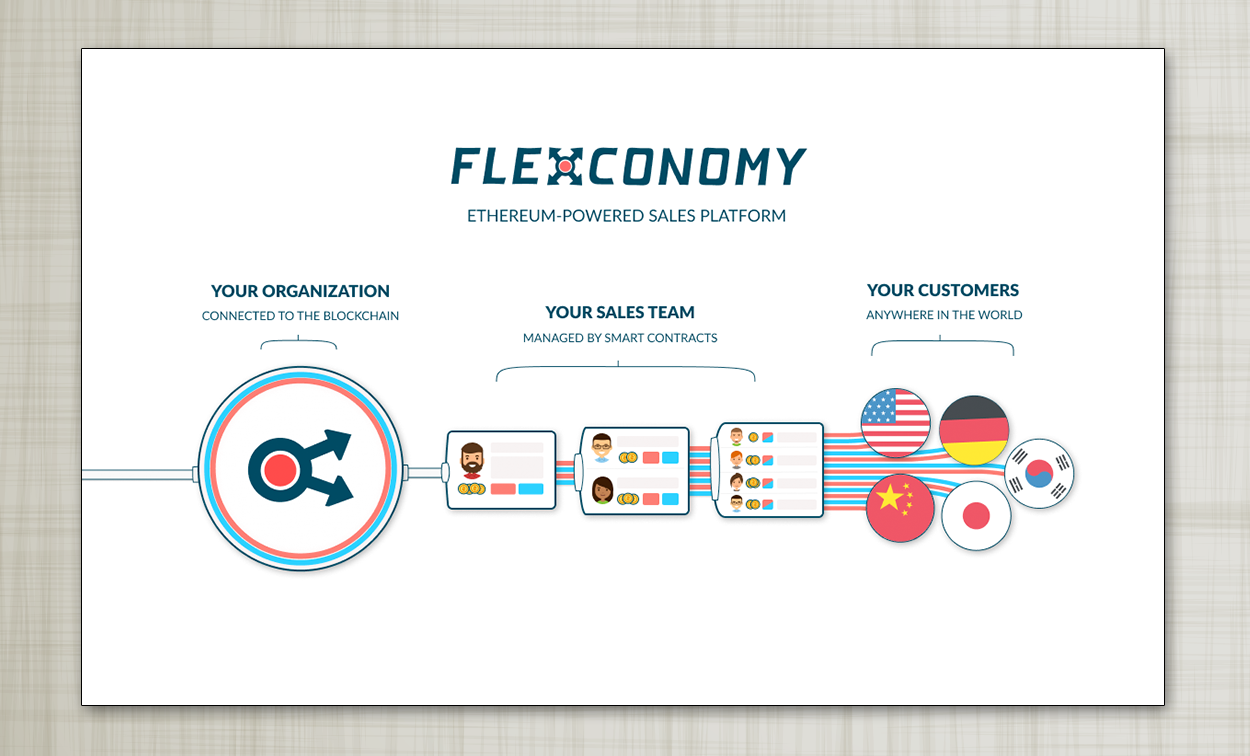 FLEXCONOMY
ETHEREUM-POWERED SALES PLATFORM
YOUR ORGANIZATION
CONNECTED TO THE BLOCKCHAIN
YOUR SALES TEAM
MANAGED BY SMART CONTRACTS
YOUR CUSTOMERS
ANYWHERE IN THE WORLD